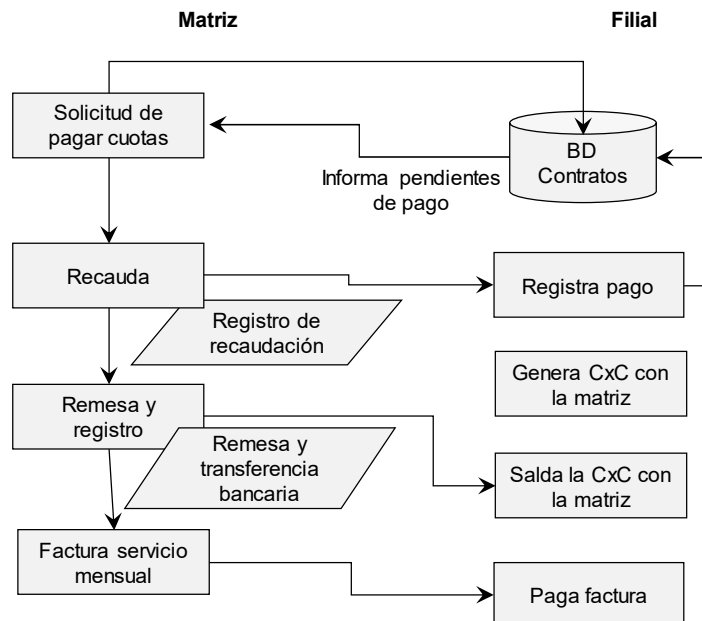 Matriz
Filial
Solicitud de
pagar cuotas
BD
Contratos
Informa pendientes
de pago
Recauda
Registra pago
Registro de
recaudación
Genera CxC con
la matriz
Remesa y
registro
Remesa y
transferencia
bancaria
Salda la CxC con
la matriz
Factura servicio
mensual
Paga factura